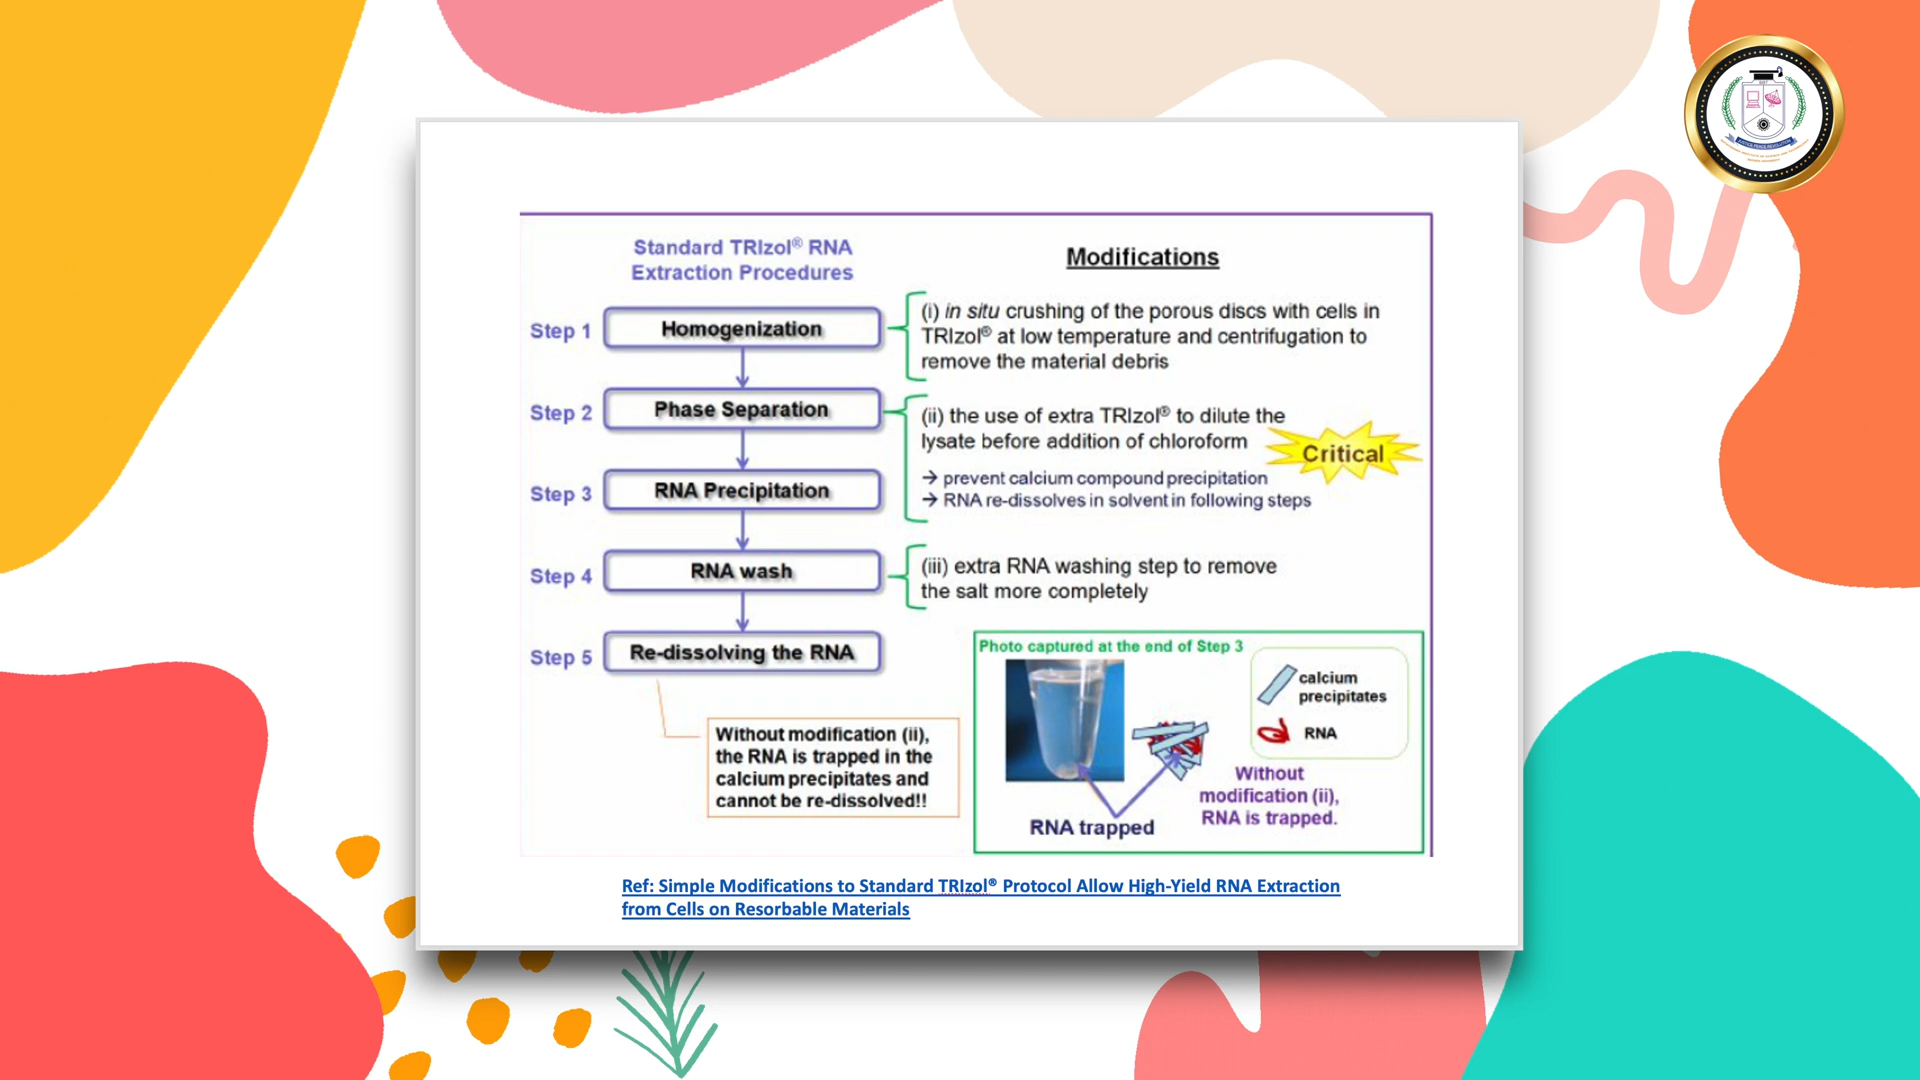 Standard TRIzol® RNA
Extraction Procedures
Modifications
Step 1
Homogenization
(i) in situ crushing of the porous discs with cells in
TRIzol® at low temperature and centrifugation to
remove the material debris
Step 2
Phase Separation
(ii) the use of extra TRIzol® to dilute the
lysate before addition of chloroform
Critical
→ prevent calcium compound precipitation
→ RNA re-dissolves in solvent in following steps
Step 3
RNA Precipitation
Step 4
RNA wash
(iii) extra RNA washing step to remove
the salt more completely
Step 5
Re-dissolving the RNA
Without modification (ii),
the RNA is trapped in the
calcium precipitates and
cannot be re-dissolved!!
Photo captured at the end of Step 3
calcium
precipitates
RNA
Without
modification (ii),
RNA is trapped.
RNA trapped
Ref: Simple Modifications to Standard TRIzol® Protocol Allow High-Yield RNA Extraction
from Cells on Resorbable Materials